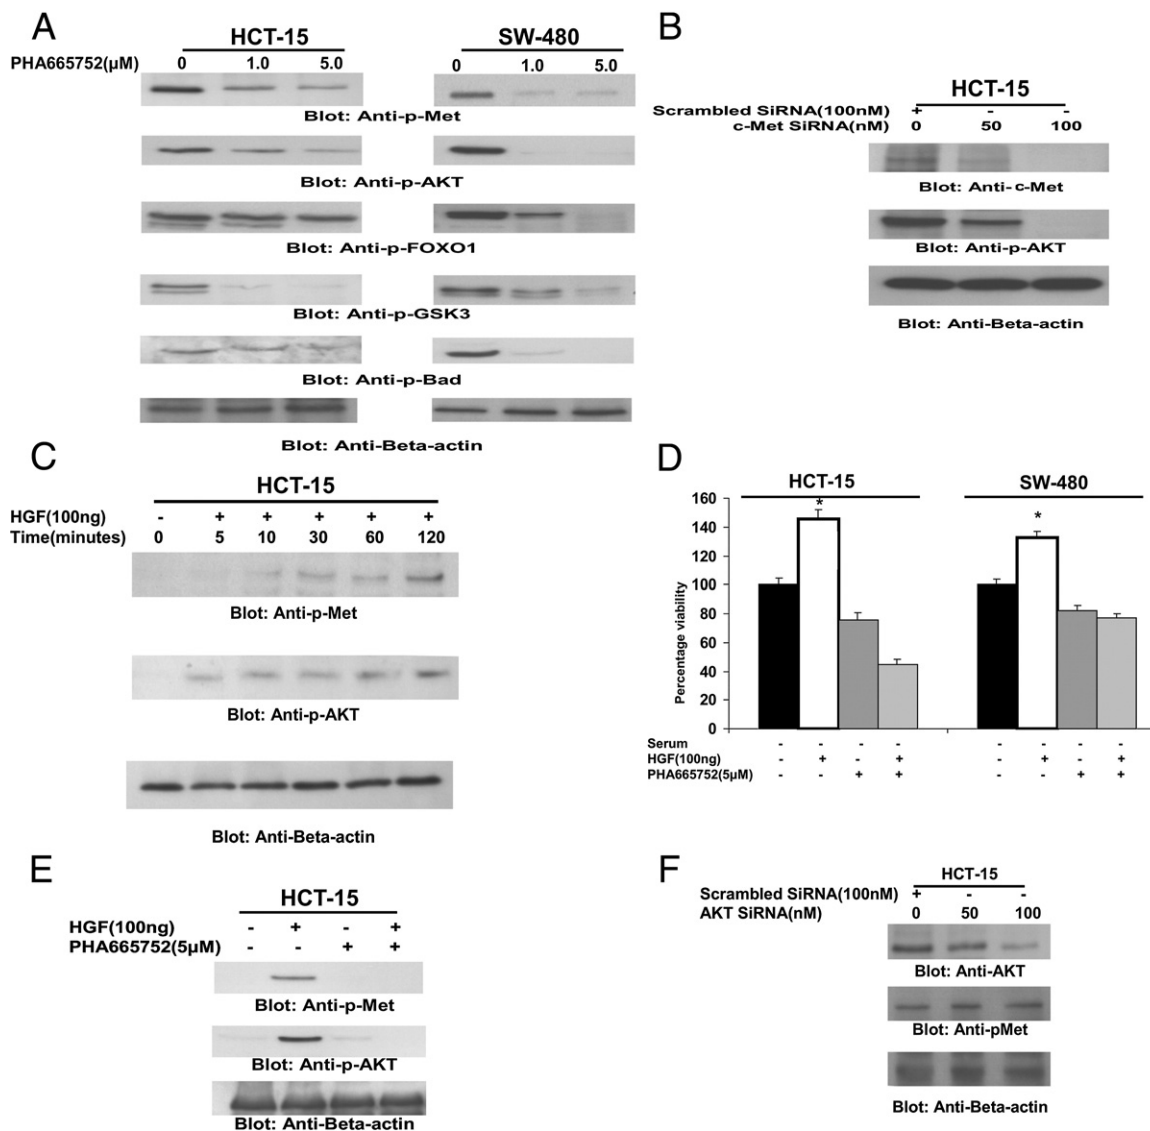 A
HCT-15 SW-480
PHA665752(µM) 0 1.0 5.0 0 1.0 5.0
Blot: Anti-p-Met
Blot: Anti-p-AKT
Blot: Anti-p-FOXO1
Blot: Anti-p-GSK3
Blot: Anti-p-Bad
Blot: Anti-Beta-actin
B
HCT-15
Scrambled SiRNA(100nM) + - -
c-Met SiRNA(nM) 0 50 100
Blot: Anti-c-Met
Blot: Anti-p-AKT
Blot: Anti-Beta-actin
C
HCT-15
HGF(100ng) - + + + + +
Time(minutes) 0 5 10 30 60 120
Blot: Anti-p-Met
Blot: Anti-p-AKT
Blot: Anti-Beta-actin
D
HCT-15 SW-480
Percentage viability
160
140
120
100
80
60
40
20
0
* *
Serum - - - - - - - -
HGF(100ng) - + - + - + - +
PHA665752(5µM) - - + + - - + +
E
HCT-15
HGF(100ng) - + - +
PHA665752(5µM) - - + +
Blot: Anti-p-Met
Blot: Anti-p-AKT
Blot: Anti-Beta-actin
F
HCT-15
Scrambled SiRNA(100nM) + - -
AKT SiRNA(nM) 0 50 100
Blot: Anti-AKT
Blot: Anti-pMet
Blot: Anti-Beta-actin